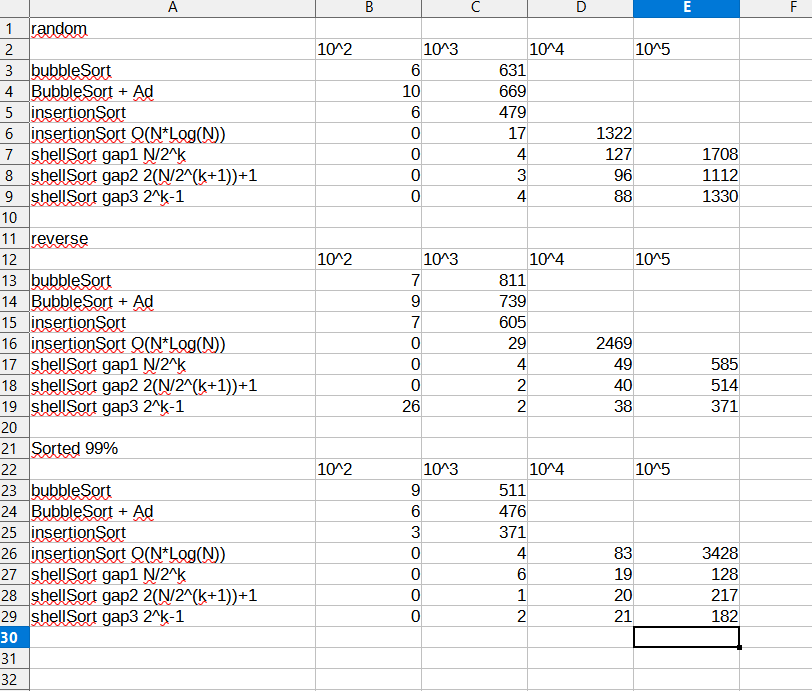 A B C D E F
1 random
2 10^2 10^3 10^4 10^5
3 bubbleSort 6 631
4 BubbleSort + Ad 10 669
5 insertionSort 6 479
6 insertionSort O(N*Log(N)) 0 17 1322
7 shellSort gap1 N/2^k 0 4 127 1708
8 shellSort gap2 2(N/2^(k+1))+1 0 3 96 1112
9 shellSort gap3 2^k-1 0 4 88 1330
10
11 reverse
12 10^2 10^3 10^4 10^5
13 bubbleSort 7 811
14 BubbleSort + Ad 9 739
15 insertionSort 7 605
16 insertionSort O(N*Log(N)) 0 29 2469
17 shellSort gap1 N/2^k 0 4 49 585
18 shellSort gap2 2(N/2^(k+1))+1 0 2 40 514
19 shellSort gap3 2^k-1 26 2 38 371
20
21 Sorted 99%
22 10^2 10^3 10^4 10^5
23 bubbleSort 9 511
24 BubbleSort + Ad 6 476
25 insertionSort 3 371
26 insertionSort O(N*Log(N)) 0 4 83 3428
27 shellSort gap1 N/2^k 0 6 19 128
28 shellSort gap2 2(N/2^(k+1))+1 0 1 20 217
29 shellSort gap3 2^k-1 0 2 21 182
30
31
32